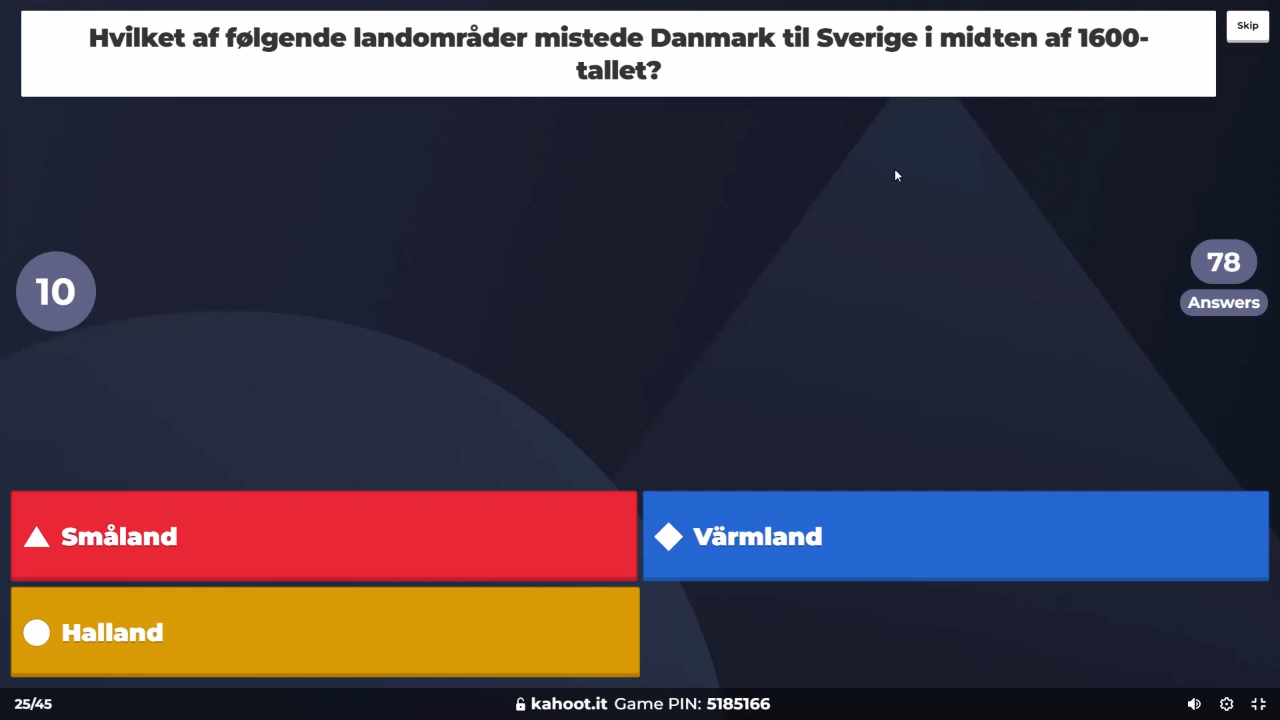 Hvilket af følgende landområder mistede Danmark til Sverige i midten af 1600-
tallet?
Skip
10
78
Answers
Småland
Värmland
Halland
25/45
kahoot.it Game PIN: 5185166